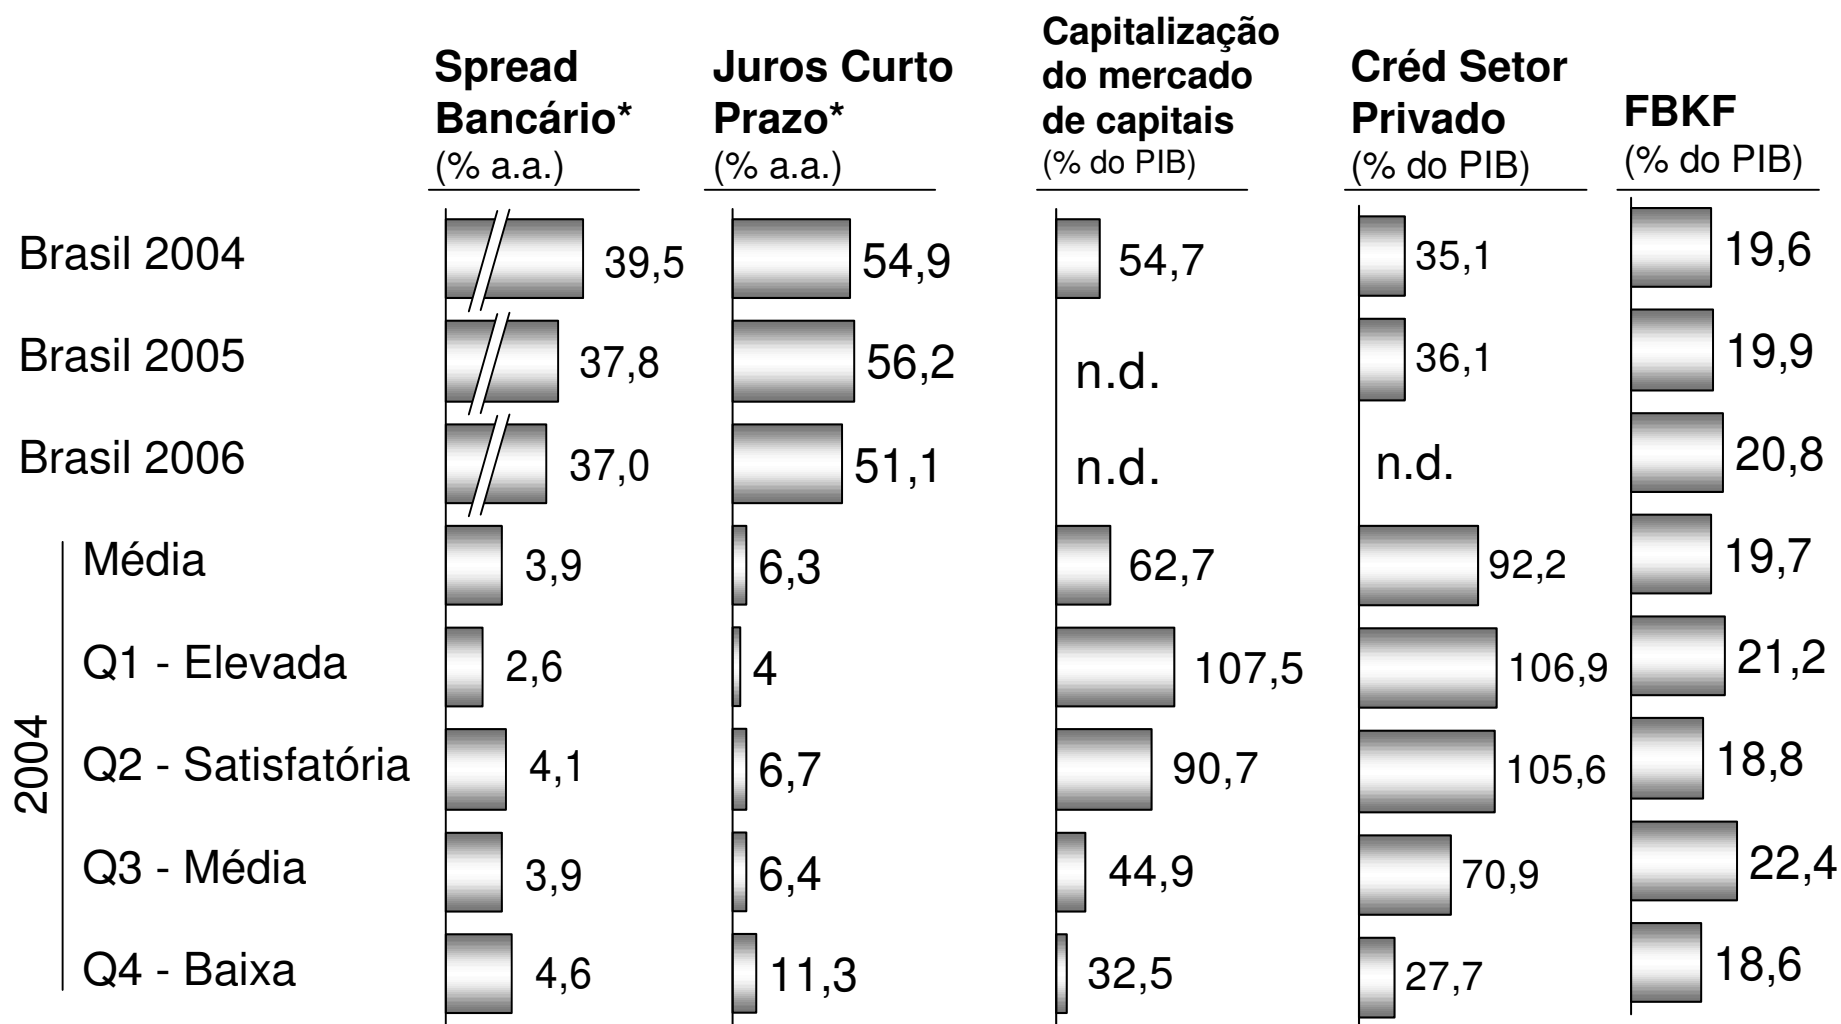 Spread
Bancário*
(% a.a.)
Juros Curto
Prazo*
(% a.a.)
Capitalização
do mercado
de capitais
(% do PIB)
Créd Setor
Privado
(% do PIB)
FBKF
(% do PIB)
Brasil 2004 39,5 54,9 54,7 35,1 19,6
Brasil 2005 37,8 56,2 n.d. 36,1 19,9
Brasil 2006 37,0 51,1 n.d. n.d. 20,8
2004
Média 3,9 6,3 62,7 92,2 19,7
Q1 - Elevada 2,6 4 107,5 106,9 21,2
Q2 - Satisfatória 4,1 6,7 90,7 105,6 18,8
Q3 - Média 3,9 6,4 44,9 70,9 22,4
Q4 - Baixa 4,6 11,3 32,5 27,7 18,6